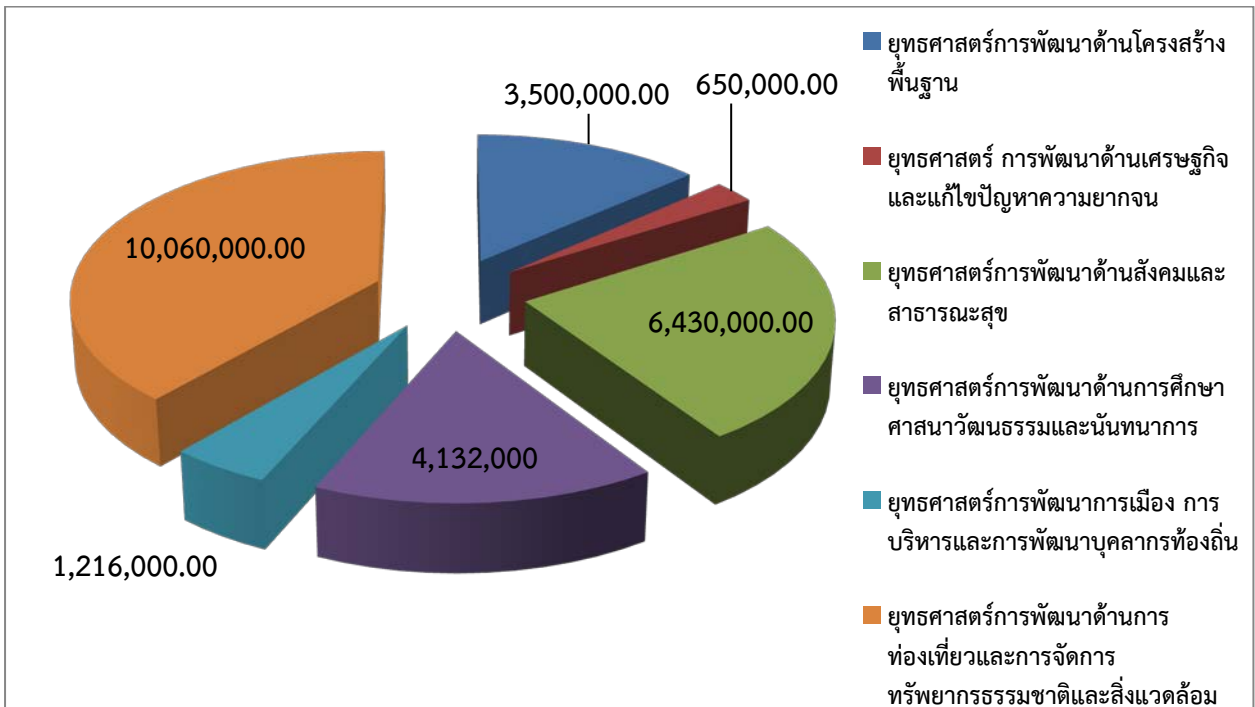 3,500,000.00
650,000.00
10,060,000.00
6,430,000.00
4,132,000
1,216,000.00
ยุทธศาสตร์การพัฒนาด้านโครงสร้าง
พื้นฐาน
ยุทธศาสตร์ การพัฒนาด้านเศรษฐกิจ
และแก้ไขปัญหาความยากจน
ยุทธศาสตร์การพัฒนาด้านสังคมและ
สาธารณะสุข
ยุทธศาสตร์การพัฒนาด้านการศึกษา
ศาสนาวัฒนธรรมและนันทนาการ
ยุทธศาสตร์การพัฒนาการเมือง การ
บริหารและการพัฒนาบุคลากรท้องถิ่น
ยุทธศาสตร์การพัฒนาด้านการ
ท่องเที่ยวและการจัดการ
ทรัพยากรธรรมชาติและสิ่งแวดล้อม